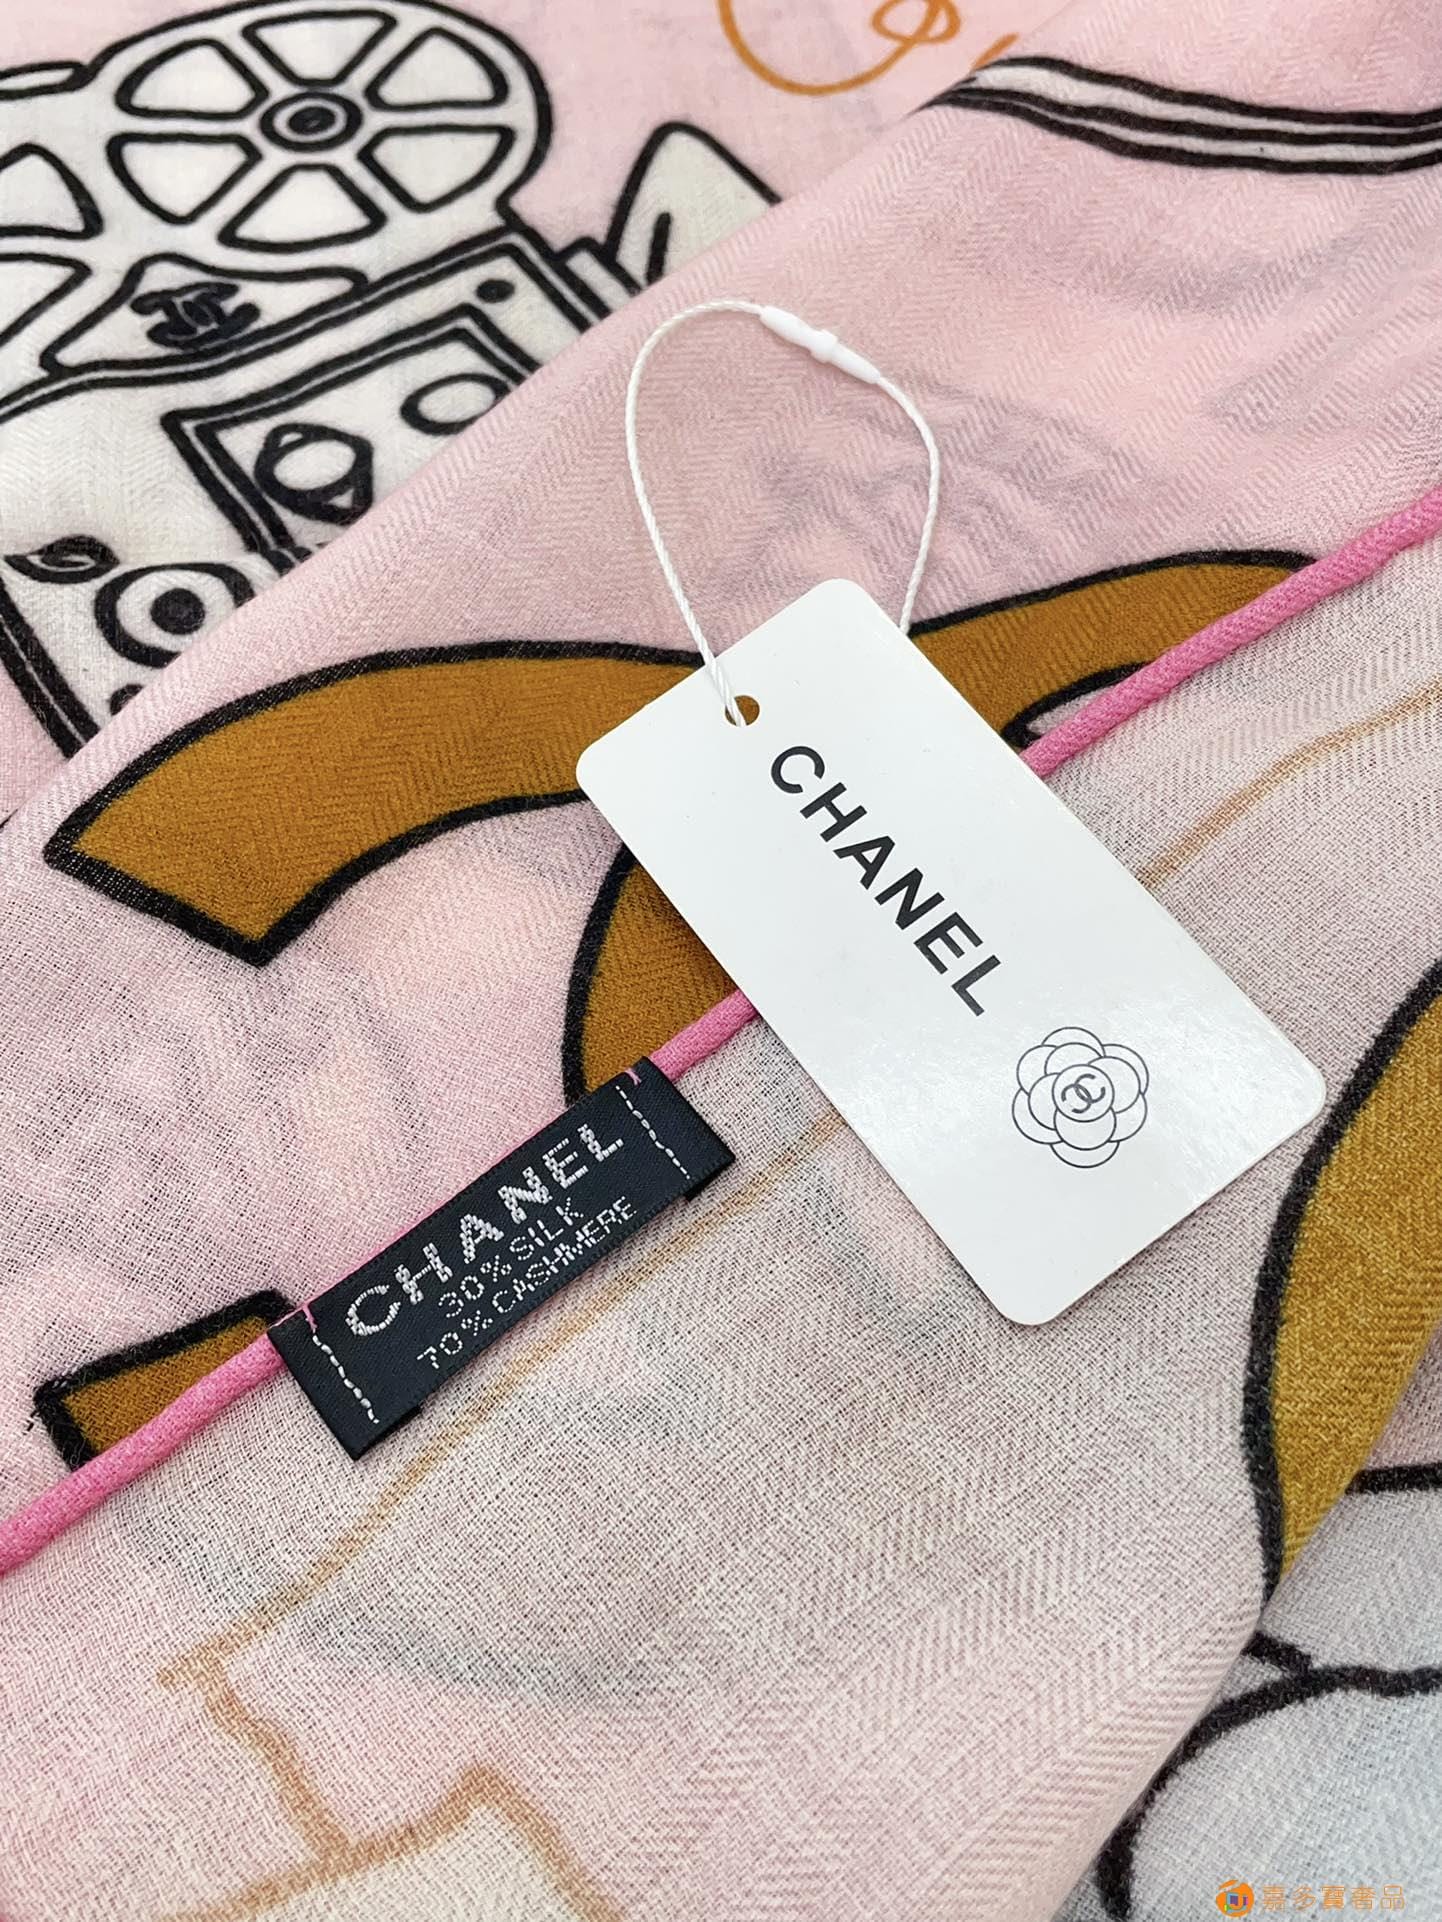 CHANEL
CHANEL
30% SILK
70% CASHMERE
嘉多寶奢品